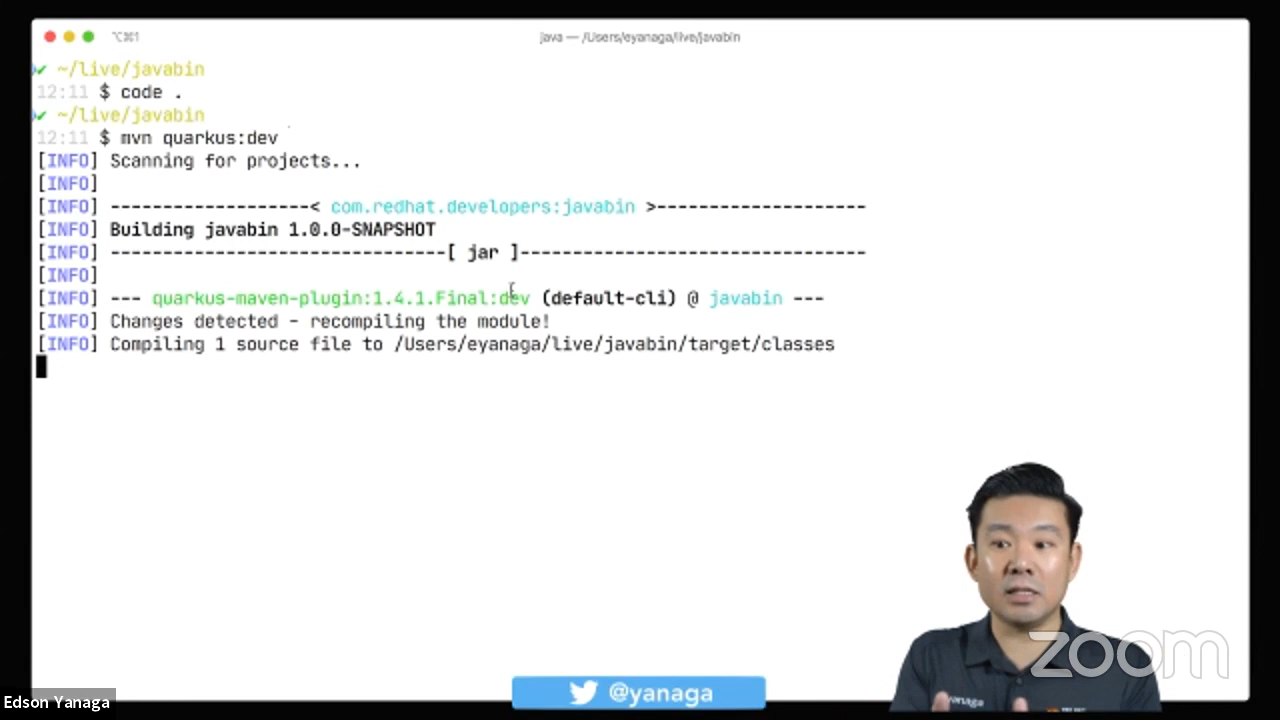 ⌥⌘1
java — /Users/eyanaga/live/javabin
✔ ~/live/javabin
12:11 $ code .
✔ ~/live/javabin
12:11 $ mvn quarkus:dev
[INFO] Scanning for projects...
[INFO]
[INFO] ------------------< com.redhat.developers:javabin >--------------------
[INFO] Building javabin 1.0.0-SNAPSHOT
[INFO] --------------------------------[ jar ]---------------------------------
[INFO]
[INFO] --- quarkus-maven-plugin:1.4.1.Final:dev (default-cli) @ javabin ---
[INFO] Changes detected - recompiling the module!
[INFO] Compiling 1 source file to /Users/eyanaga/live/javabin/target/classes
yanaga
zoom
@yanaga
Edson Yanaga